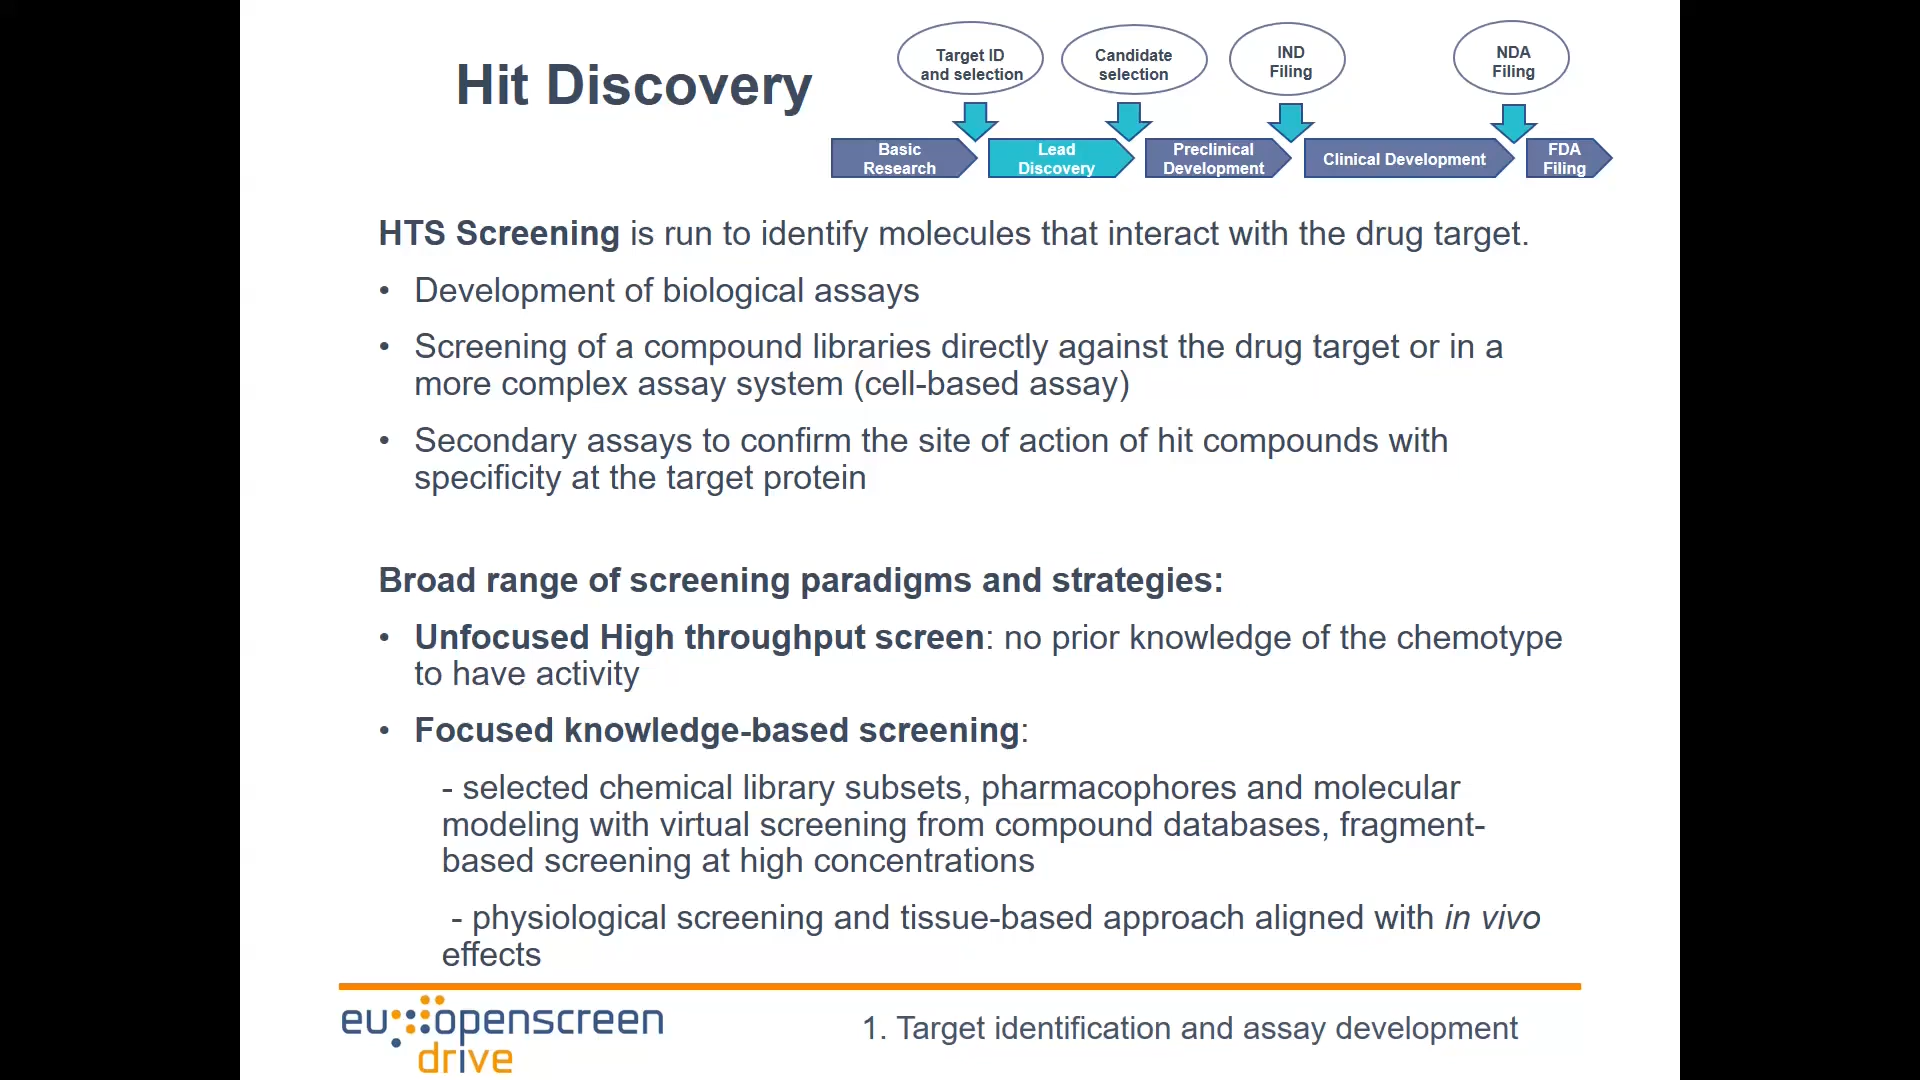 Hit Discovery
Target ID
and selection
Candidate
selection
IND
Filing
NDA
Filing
Basic
Research
Lead
Discovery
Preclinical
Development
Clinical Development
FDA
Filing
HTS Screening is run to identify molecules that interact with the drug target.
• Development of biological assays
• Screening of a compound libraries directly against the drug target or in a
more complex assay system (cell-based assay)
• Secondary assays to confirm the site of action of hit compounds with
specificity at the target protein
Broad range of screening paradigms and strategies:
• Unfocused High throughput screen: no prior knowledge of the chemotype
to have activity
• Focused knowledge-based screening:
- selected chemical library subsets, pharmacophores and molecular
modeling with virtual screening from compound databases, fragment-
based screening at high concentrations
- physiological screening and tissue-based approach aligned with in vivo
effects
eu openscreen
drive
1. Target identification and assay development